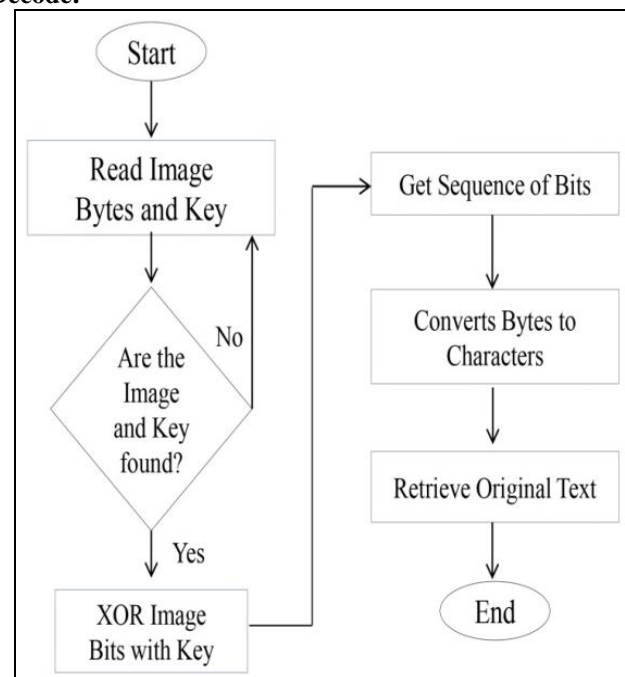 Decode:
Start
Read Image
Bytes and Key
Are the
Image
and Key
found?
No
Yes
XOR Image
Bits with Key
Get Sequence of Bits
Converts Bytes to
Characters
Retrieve Original Text
End